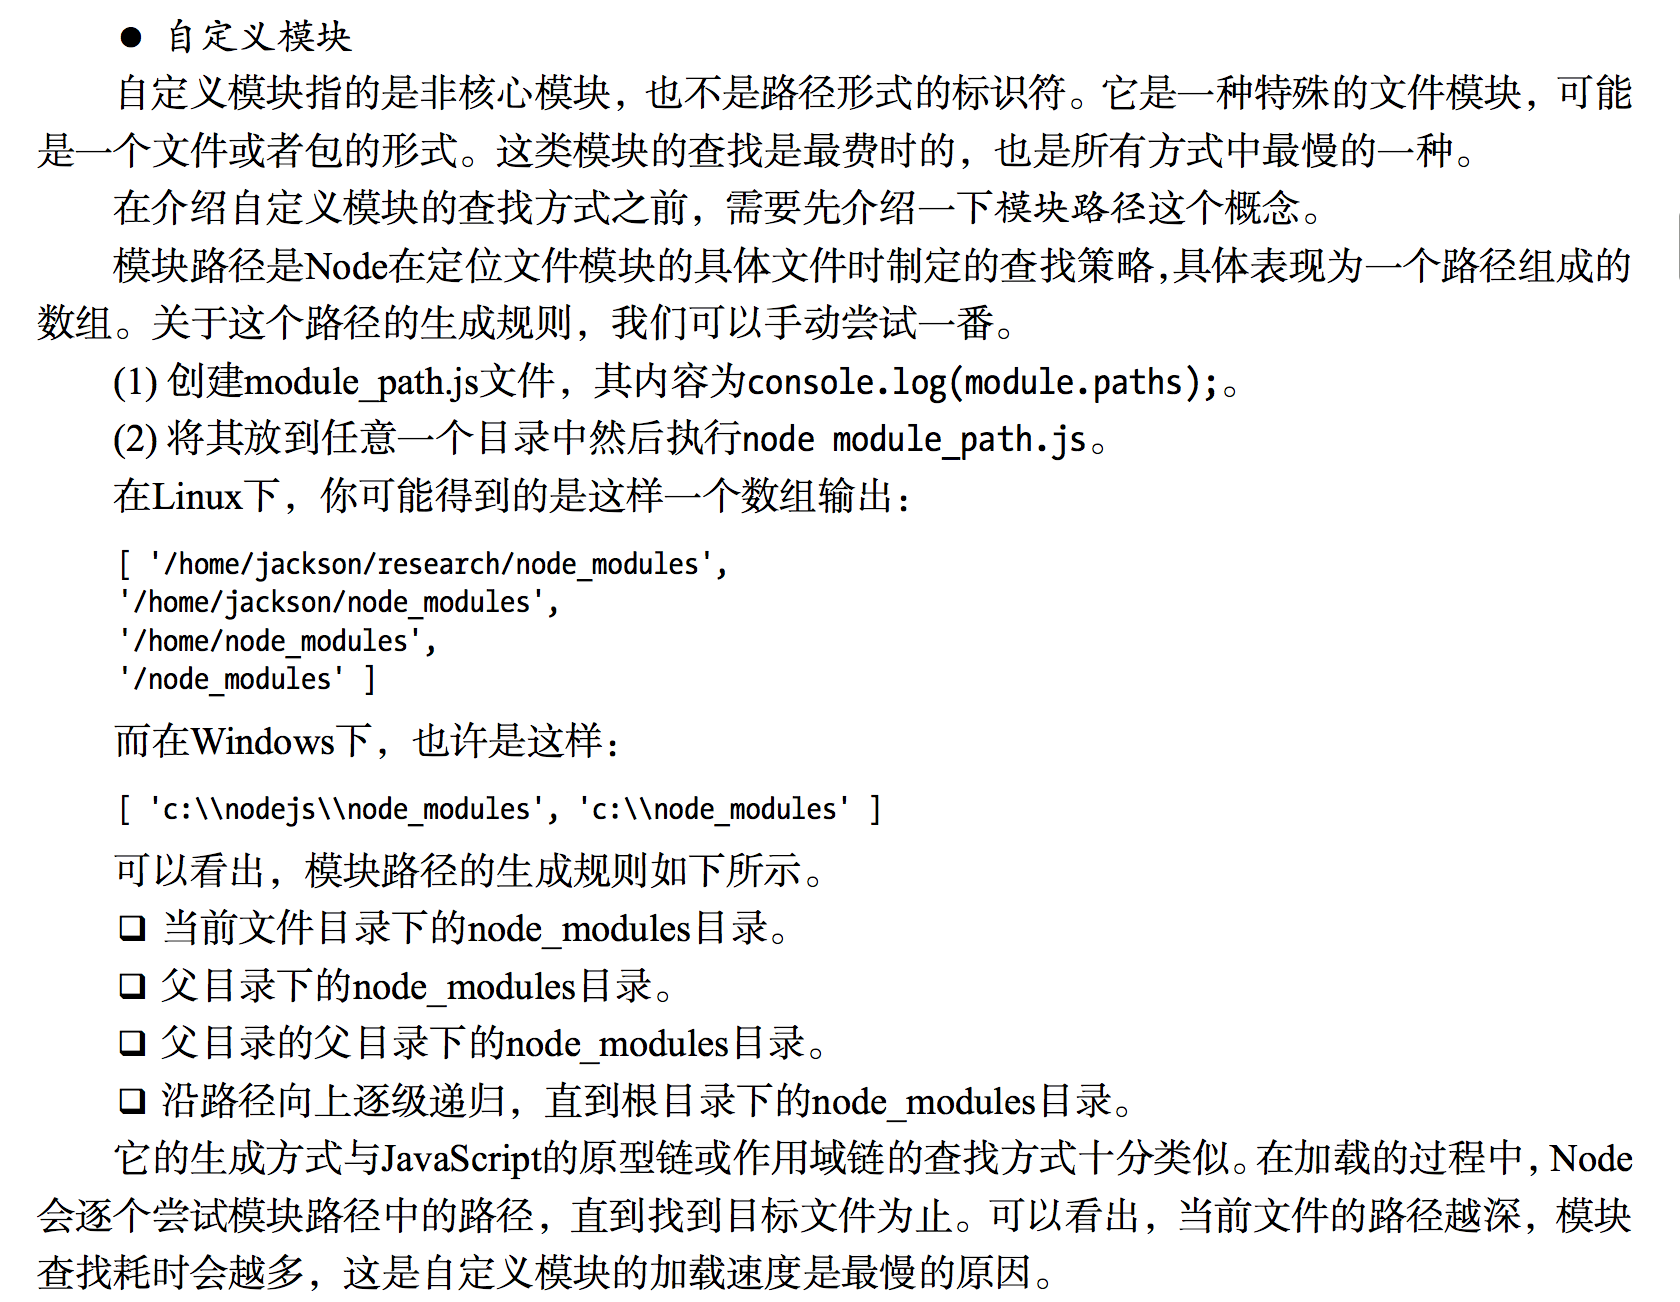 ● 自定义模块
自定义模块指的是非核心模块，也不是路径形式的标识符。它是一种特殊的文件模块，可能
是一个文件或者包的形式。这类模块的查找是最费时的，也是所有方式中最慢的一种。
在介绍自定义模块的查找方式之前，需要先介绍一下模块路径这个概念。
模块路径是Node在定位文件模块的具体文件时制定的查找策略,具体表现为一个路径组成的
数组。关于这个路径的生成规则，我们可以手动尝试一番。
(1) 创建module_path.js文件，其内容为console.log(module.paths);。
(2) 将其放到任意一个目录中然后执行node module_path.js。
在Linux下，你可能得到的是这样一个数组输出：
[ '/home/jackson/research/node_modules',
'/home/jackson/node_modules',
'/home/node_modules',
'/node_modules' ]
而在Windows下，也许是这样：
[ 'c:\\nodejs\\node_modules', 'c:\\node_modules' ]
可以看出，模块路径的生成规则如下所示。
❑ 当前文件目录下的node_modules目录。
❑ 父目录下的node_modules目录。
❑ 父目录的父目录下的node_modules目录。
❑ 沿路径向上逐级递归，直到根目录下的node_modules目录。
它的生成方式与JavaScript的原型链或作用域链的查找方式十分类似。在加载的过程中，Node
会逐个尝试模块路径中的路径，直到找到目标文件为止。可以看出，当前文件的路径越深，模块
查找耗时会越多，这是自定义模块的加载速度是最慢的原因。